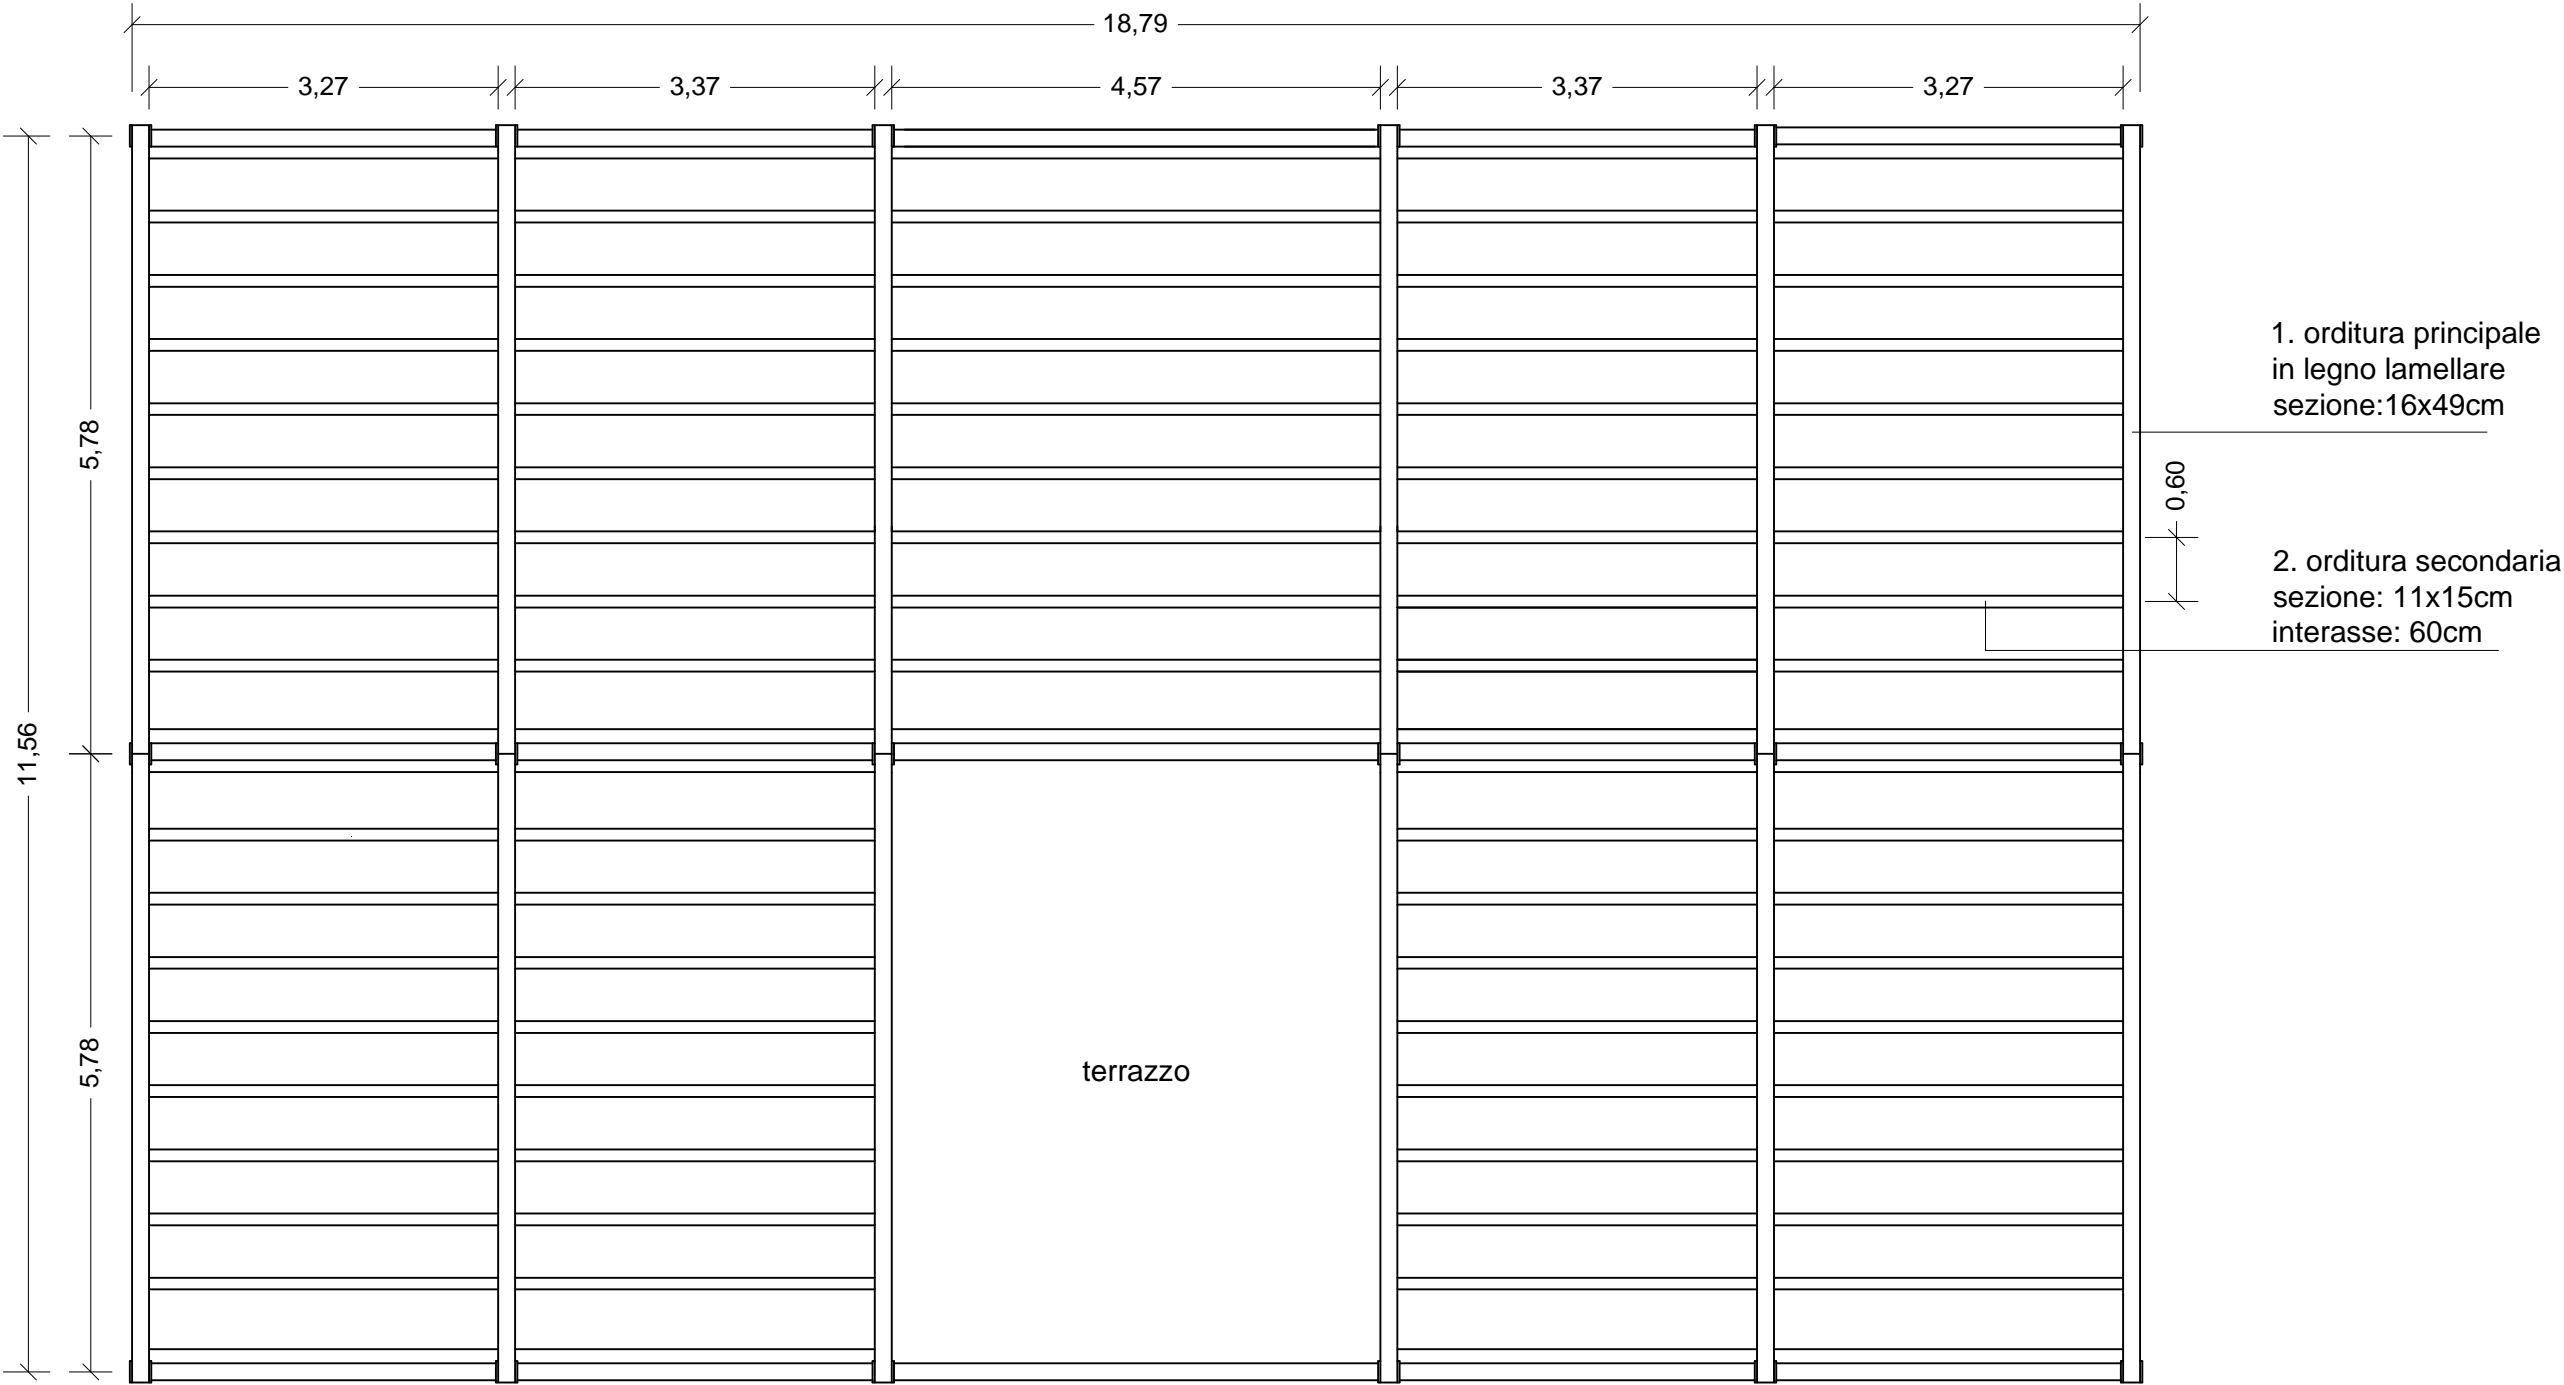 18,79
3,27
3,37
4,57
3,37
3,27
5,78
11,56
5,78
1. orditura principale
in legno lamellare
sezione:16x49cm
0,60
2. orditura secondaria
sezione: 11x15cm
interasse: 60cm
terrazzo